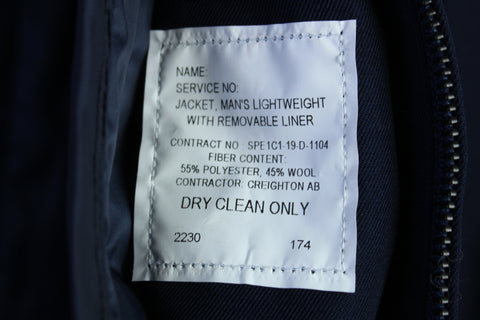 NAME:
SERVICE NO:
JACKET, MAN'S LIGHTWEIGHT
WITH REMOVABLE LINER
CONTRACT NO : SPE1C1-19-D-1104
FIBER CONTENT:
55% POLYESTER, 45% WOOL
CONTRACTOR: CREIGHTON AB
DRY CLEAN ONLY
2230 174